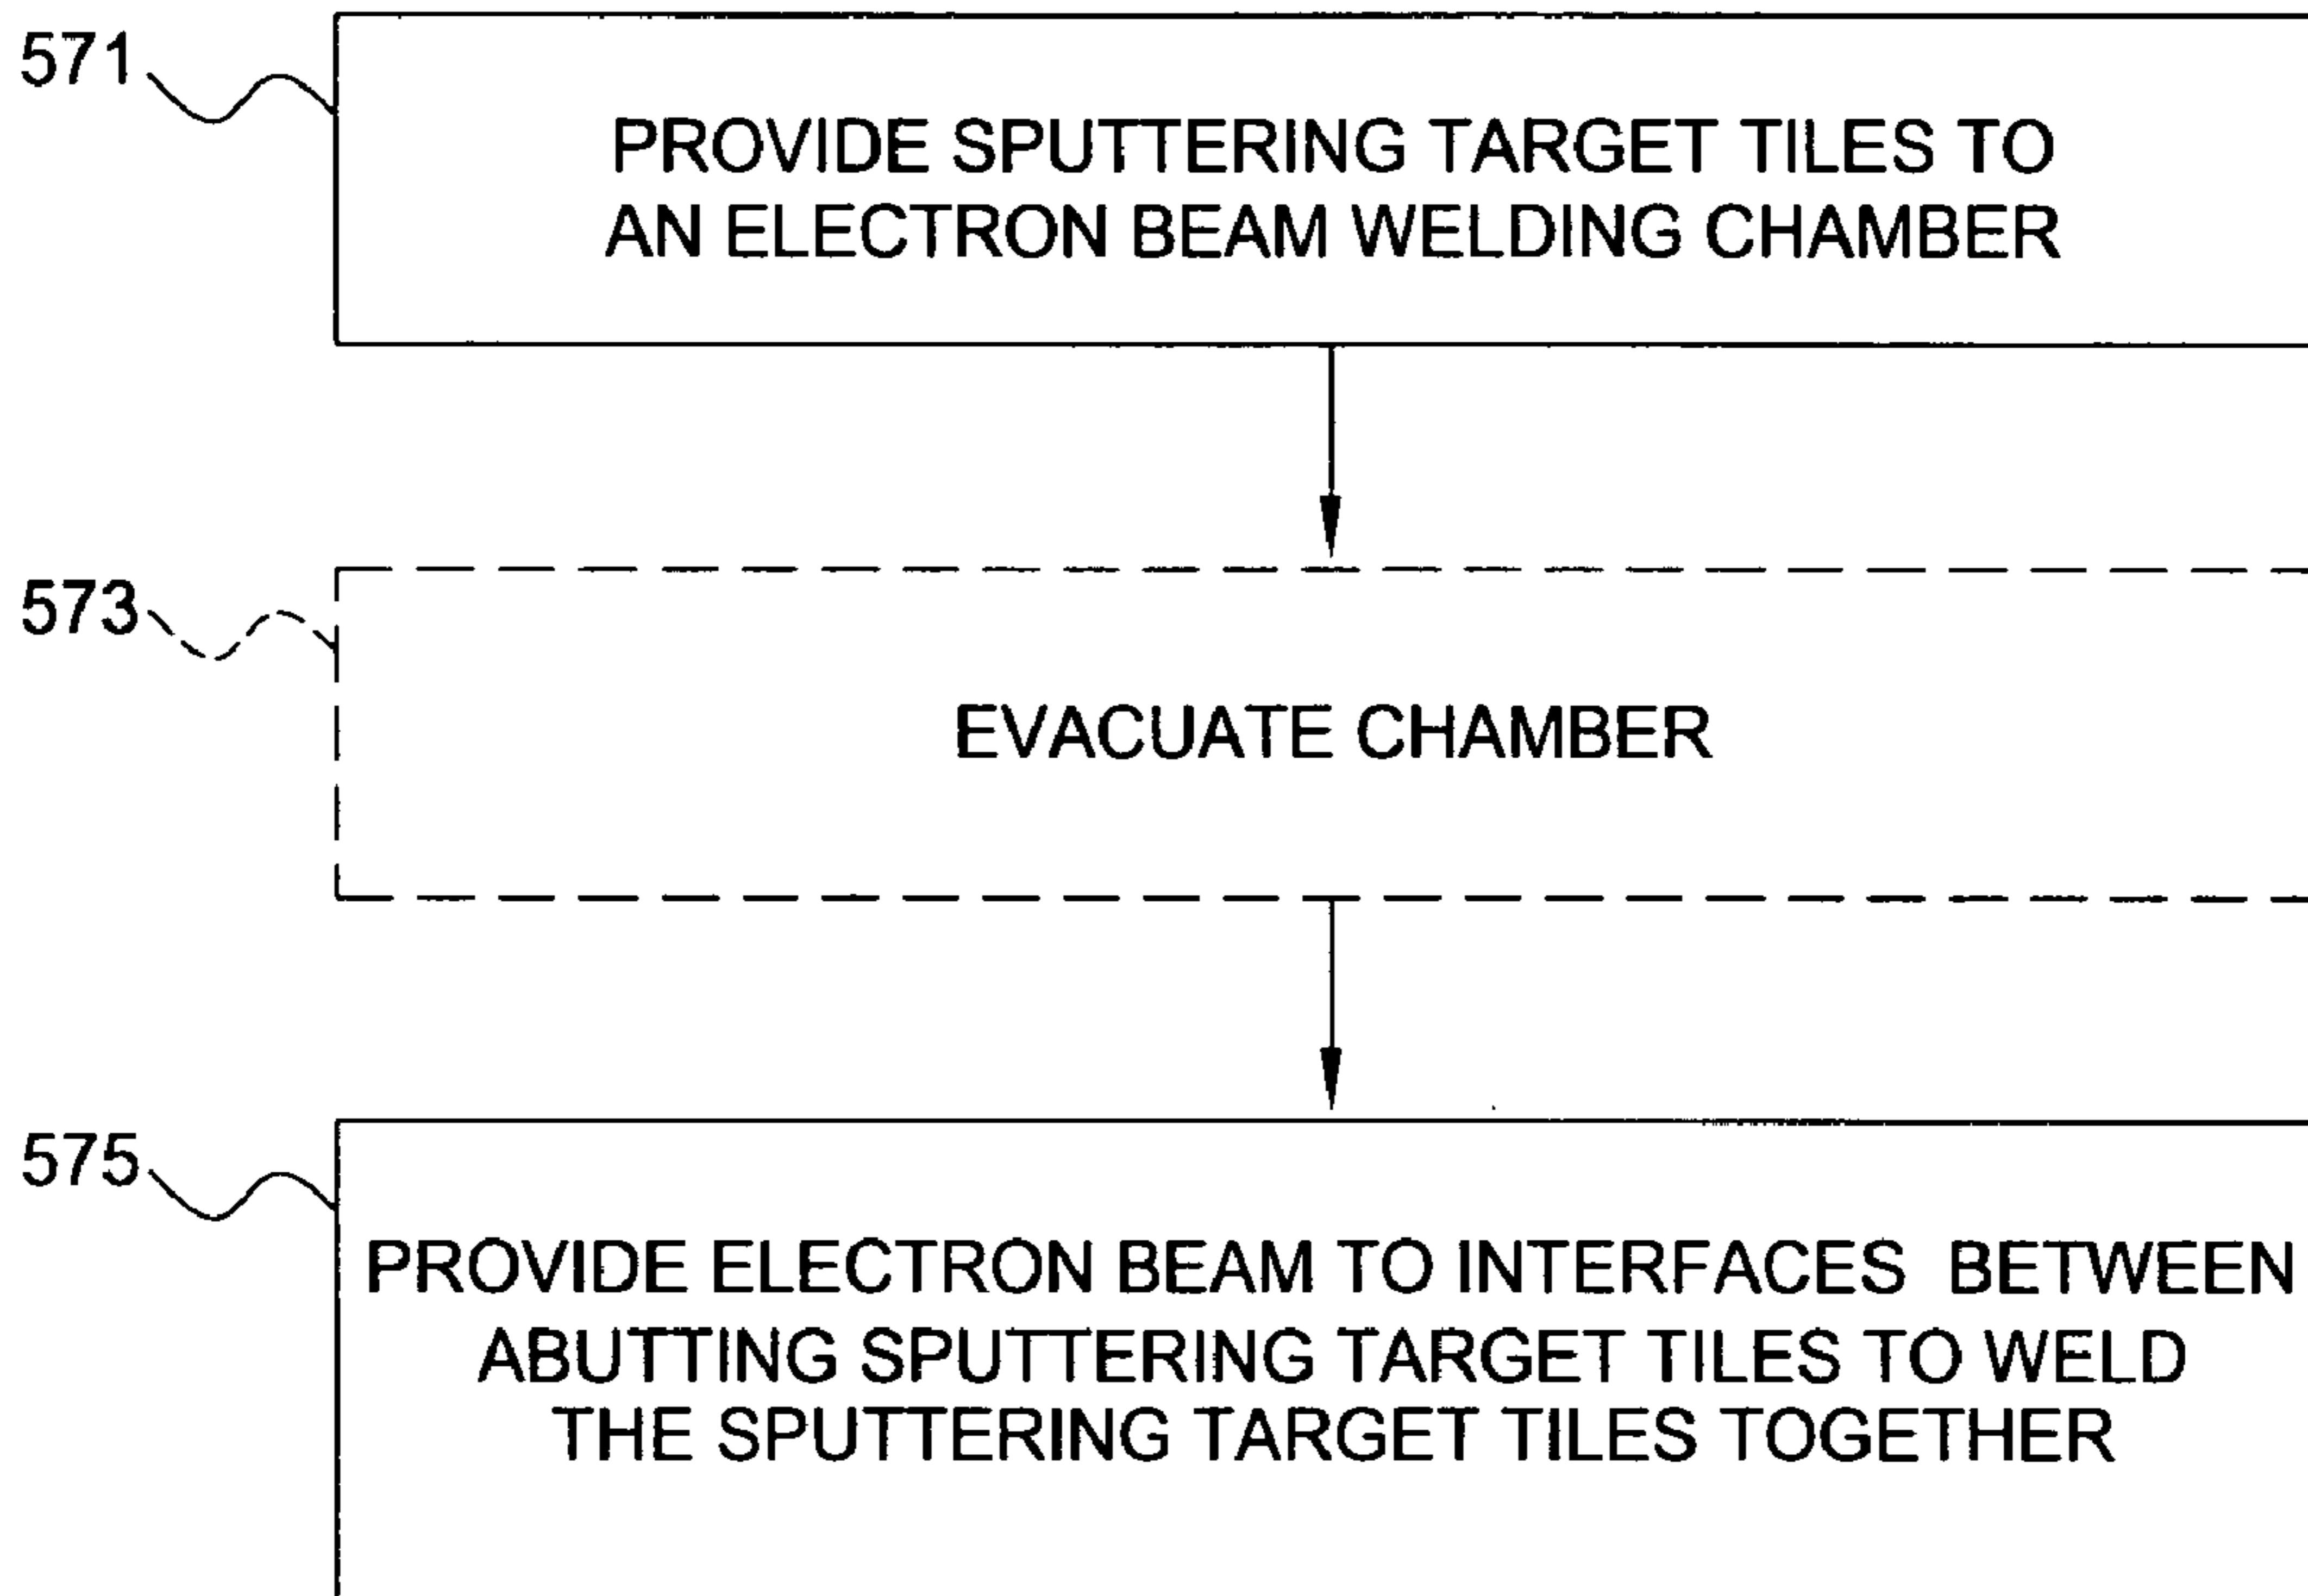 571
PROVIDE SPUTTERING TARGET TILES TO
AN ELECTRON BEAM WELDING CHAMBER
573
EVACUATE CHAMBER
575
PROVIDE ELECTRON BEAM TO INTERFACES BETWEEN
ABUTTING SPUTTERING TARGET TILES TO WELD
THE SPUTTERING TARGET TILES TOGETHER